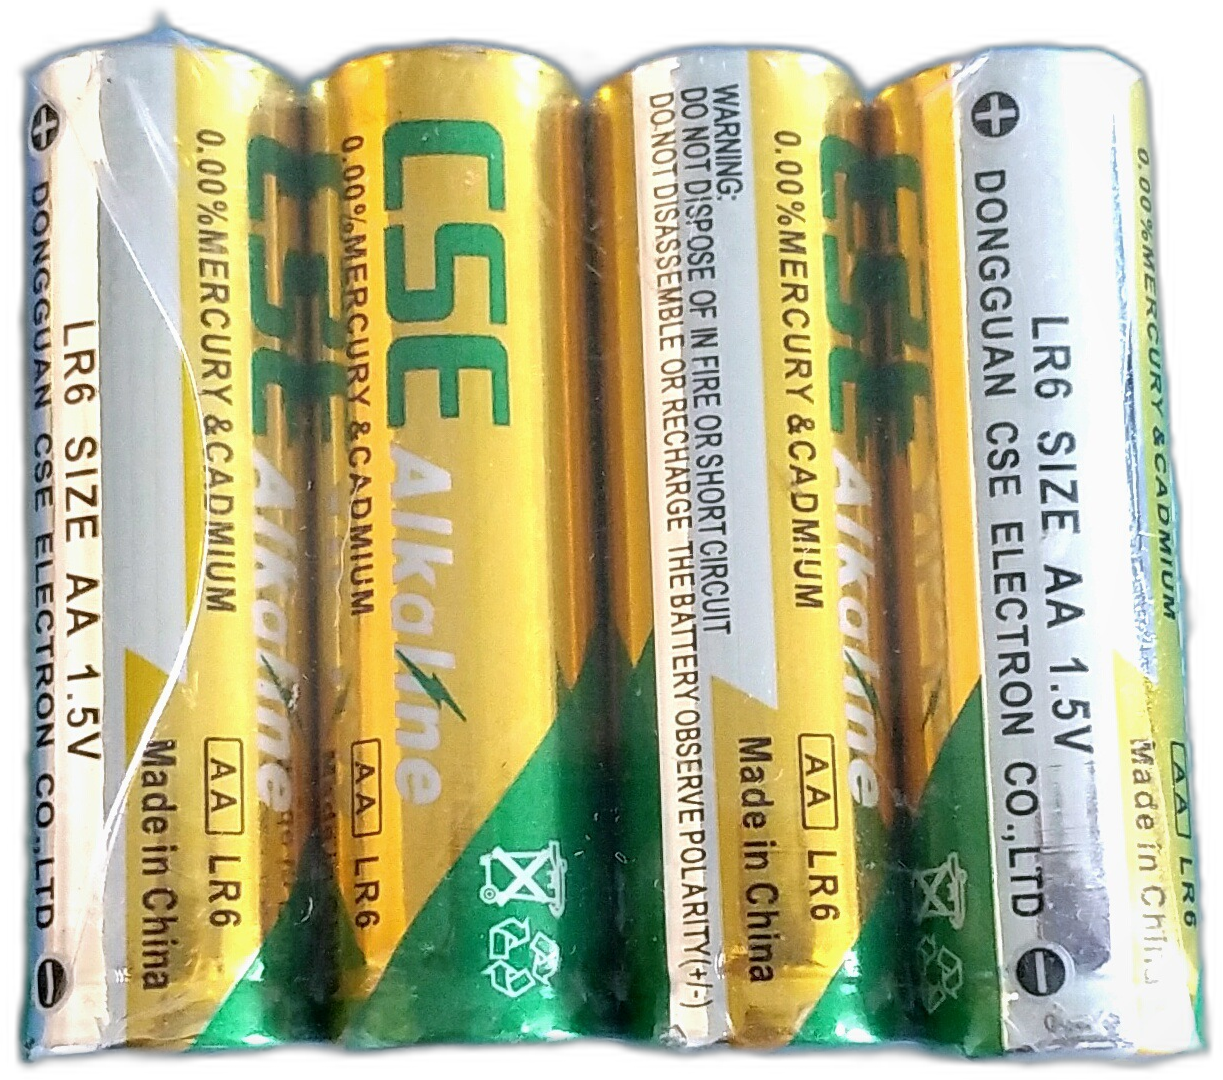 DONGGUAN CSE ELECTRON CO.,LTD
LR6 SIZE AA 1.5V
0.00%MERCURY &CADMIUM
Made in China
AA LR6
CSE
Alkaline
0.00%MERCURY &CADMIUM
AA LR6
CSE
Alkaline
WARNING:
DO NOT DISPOSE OF IN FIRE OR SHORT CIRCUIT
DO NOT DISASSEMBLE OR RECHARGE THE BATTERY OBSERVE POLARITY(+/-)
0.00%MERCURY &CADMIUM
Made in China
AA LR6
CSE
Alkaline
LR6 SIZE AA 1.5V
DONGGUAN CSE ELECTRON CO.,LTD
0.00%MERCURY &CADMIUM
AA LR6
Made in China